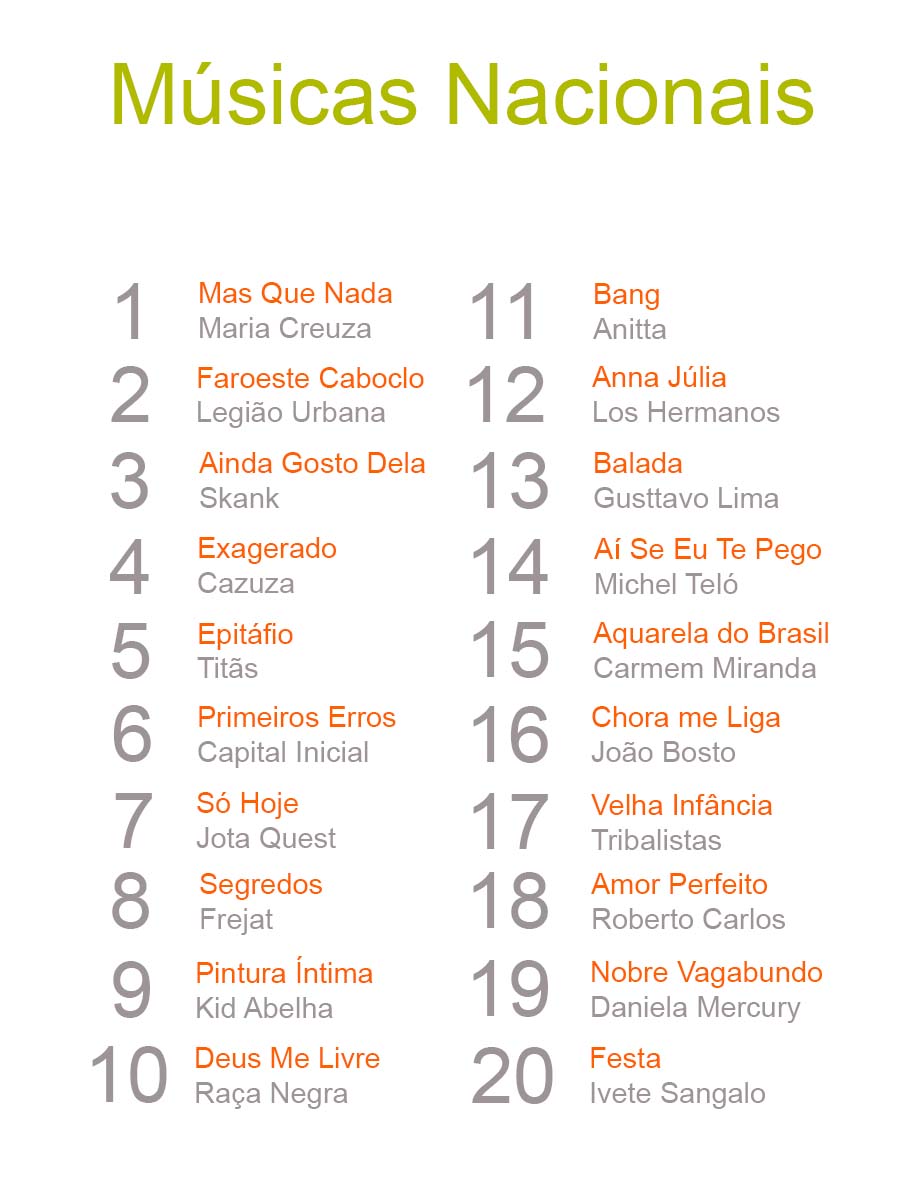 Músicas Nacionais
1
Mas Que Nada
Maria Creuza
2
Faroeste Caboclo
Legião Urbana
3
Ainda Gosto Dela
Skank
4
Exagerado
Cazuza
5
Epitáfio
Titãs
6
Primeiros Erros
Capital Inicial
7
Só Hoje
Jota Quest
8
Segredos
Frejat
9
Pintura Íntima
Kid Abelha
10
Deus Me Livre
Raça Negra
11
Bang
Anitta
12
Anna Júlia
Los Hermanos
13
Balada
Gusttavo Lima
14
Aí Se Eu Te Pego
Michel Teló
15
Aquarela do Brasil
Carmem Miranda
16
Chora me Liga
João Bosto
17
Velha Infância
Tribalistas
18
Amor Perfeito
Roberto Carlos
19
Nobre Vagabundo
Daniela Mercury
20
Festa
Ivete Sangalo